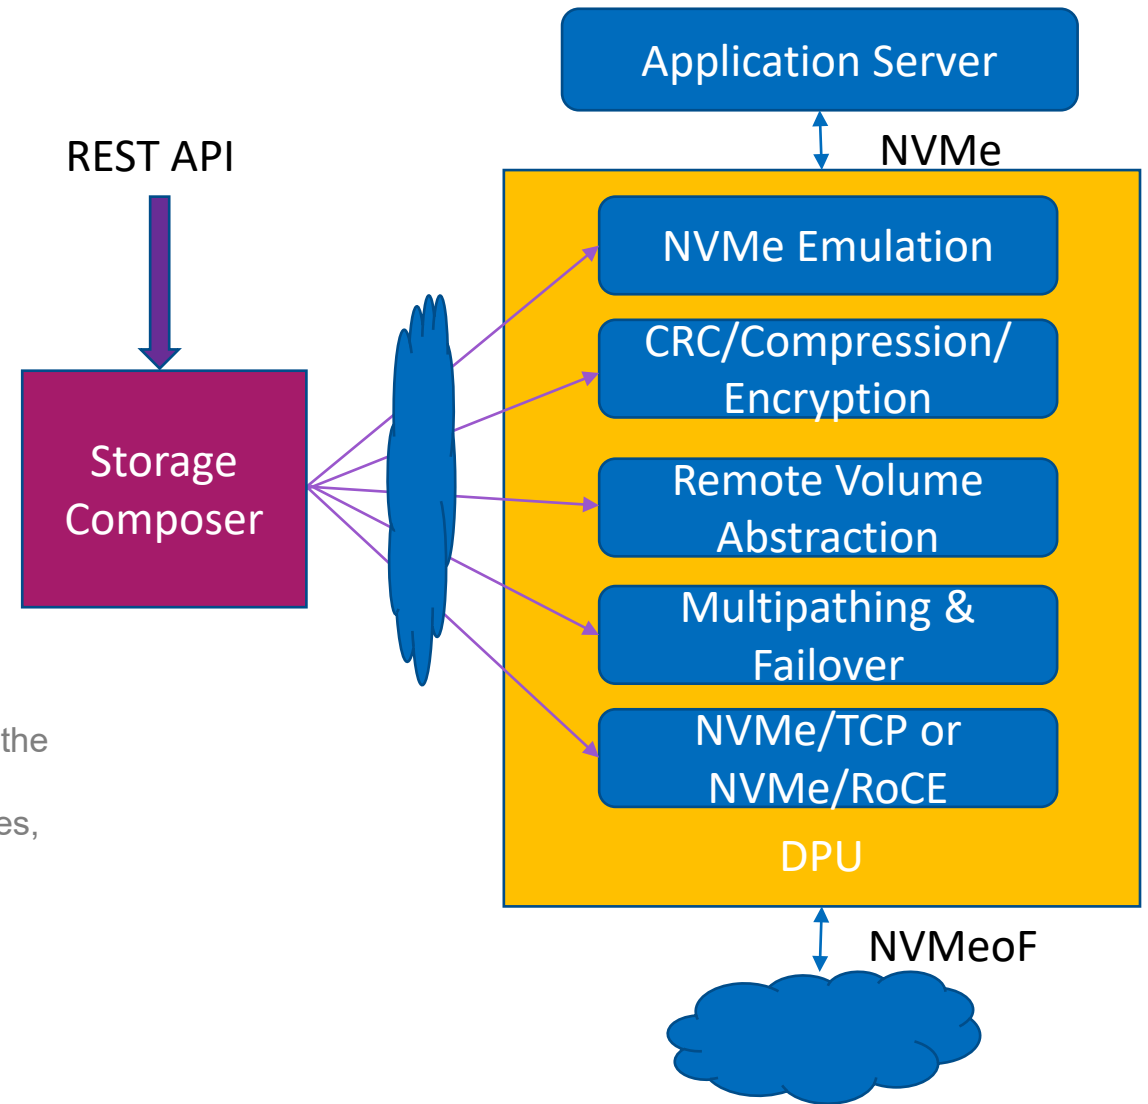 Application Server
NVMe
REST API
NVMe Emulation
CRC/Compression/
Encryption
Storage
Composer
Remote Volume
Abstraction
Multipathing &
Failover
NVMe/TCP or
NVMe/RoCE
the
es,
DPU
NVMeoF